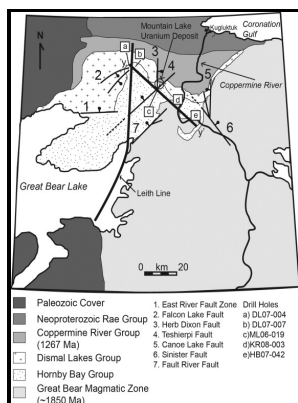 Mountain Lake
Uranium Deposit
Coronation
Gulf
Kugluktuk
N
a
b
3
y
4
2
5
Coppermine River
1
c
d
e
7
6
y'
Great Bear Lake
Leith Line
0 20
km
Paleozoic Cover
Neoproterozoic Rae Group
Coppermine River Group
(1267 Ma)
Dismal Lakes Group
Hornby Bay Group
Great Bear Magmatic Zone
(~1850 Ma)
1. East River Fault Zone
2. Falcon Lake Fault
3. Herb Dixon Fault
4. Teshierpi Fault
5. Canoe Lake Fault
6. Sinister Fault
7. Fault River Fault
Drill Holes
a) DL07-004
b) DL07-007
c) ML06-019
d) KR08-003
e) HB07-042